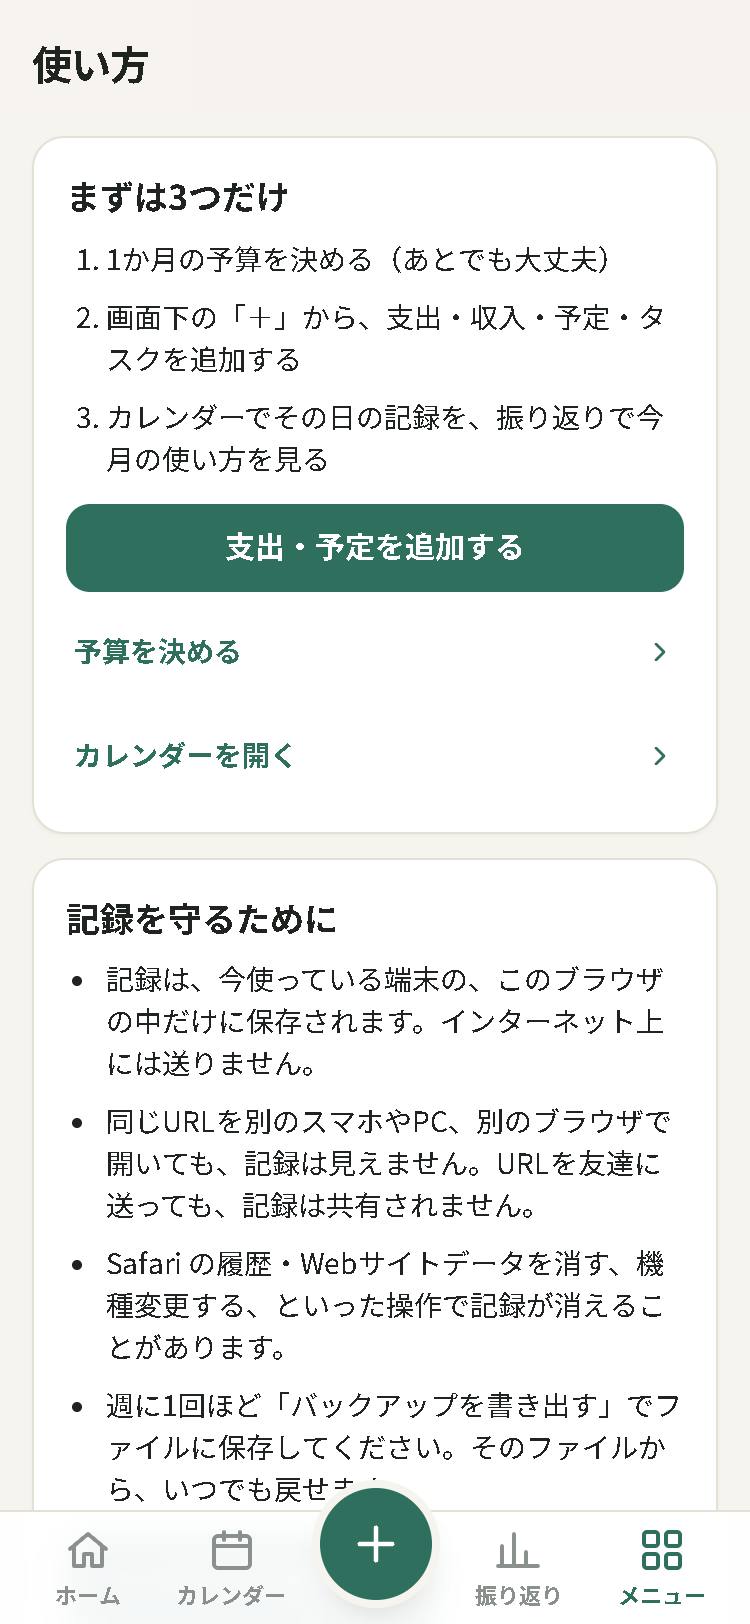 使い方
まずは3つだけ
1. 1か月の予算を決める（あとでも大丈夫）
2. 画面下の「＋」から、支出・収入・予定・タ
スクを追加する
3. カレンダーでその日の記録を、振り返りで今
月の使い方を見る
支出・予定を追加する
予算を決める
カレンダーを開く
記録を守るために
• 記録は、今使っている端末の、このブラウザ
の中だけに保存されます。インターネット上
には送りません。
• 同じURLを別のスマホやPC、別のブラウザで
開いても、記録は見えません。URLを友達に
送っても、記録は共有されません。
• Safari の履歴・Webサイトデータを消す、機
種変更する、といった操作で記録が消えるこ
とがあります。
• 週に1回ほど「バックアップを書き出す」でフ
ァイルに保存してください。そのファイルか
ら、いつでも戻せ
ホーム
カレンダー
振り返り
メニュー